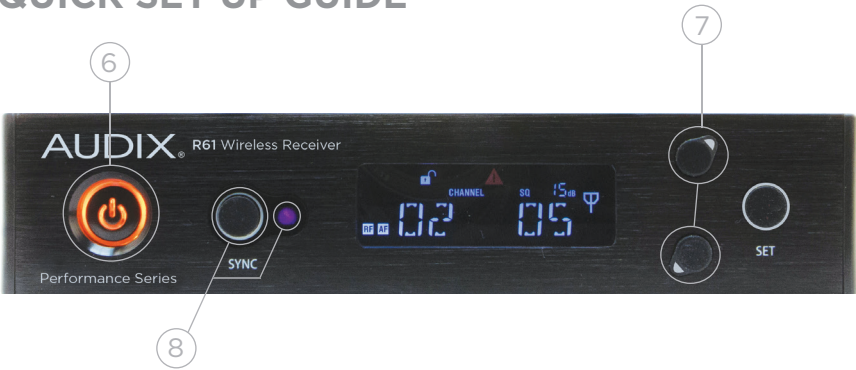 QUICK SET UP GUIDE
7
6
AUDIX® R61 Wireless Receiver
CHANNEL SQ 15dB
RF AF 02 05
SYNC
SET
Performance Series
8